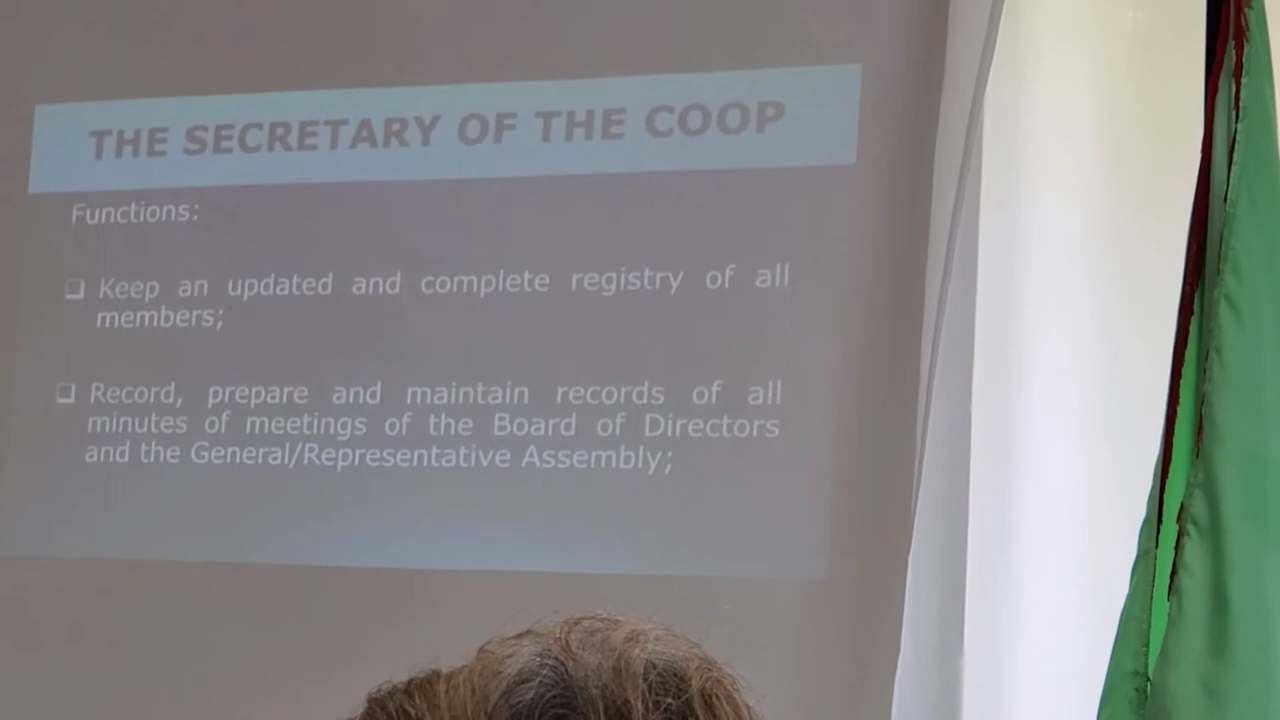 THE SECRETARY OF THE COOP
Functions:
❑ Keep an updated and complete registry of all
members;
❑ Record, prepare and maintain records of all
minutes of meetings of the Board of Directors
and the General/Representative Assembly;